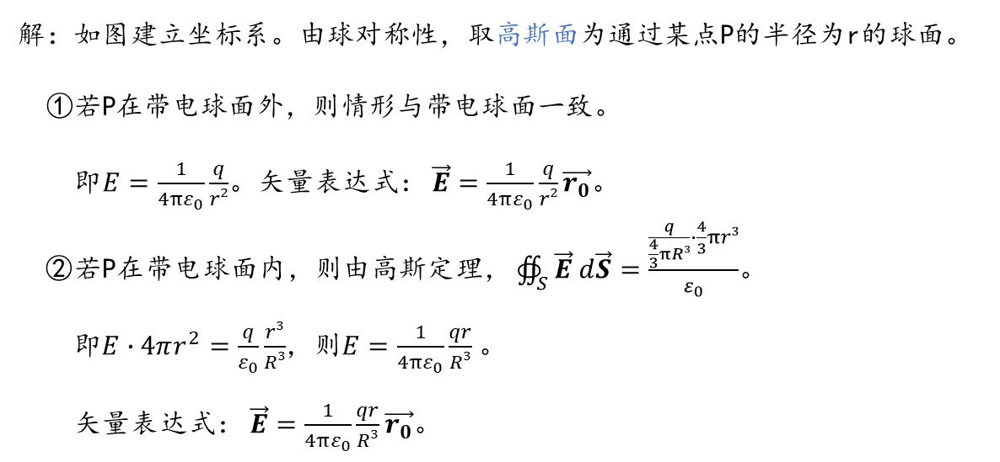 解：如图建立坐标系。由球对称性，取高斯面为通过某点P的半径为r的球面。
①若P在带电球面外，则情形与带电球面一致。
即$E=\frac{1}{4\pi\varepsilon_0}\frac{q}{r^2}$。矢量表达式：$\overrightarrow{\boldsymbol{E}}=\frac{1}{4\pi\varepsilon_0}\frac{q}{r^2}\overrightarrow{\boldsymbol{r_0}}$。
②若P在带电球面内，则由高斯定理，$\oiint_S\overrightarrow{\boldsymbol{E}}\,d\overrightarrow{\boldsymbol{S}}=\frac{\frac{q}{\frac{4}{3}\pi R^3}\cdot\frac{4}{3}\pi r^3}{\varepsilon_0}$。
即$E\cdot4\pi r^2=\frac{q}{\varepsilon_0}\frac{r^3}{R^3}$，则$E=\frac{1}{4\pi\varepsilon_0}\frac{qr}{R^3}$。
矢量表达式：$\overrightarrow{\boldsymbol{E}}=\frac{1}{4\pi\varepsilon_0}\frac{qr}{R^3}\overrightarrow{\boldsymbol{r_0}}$。